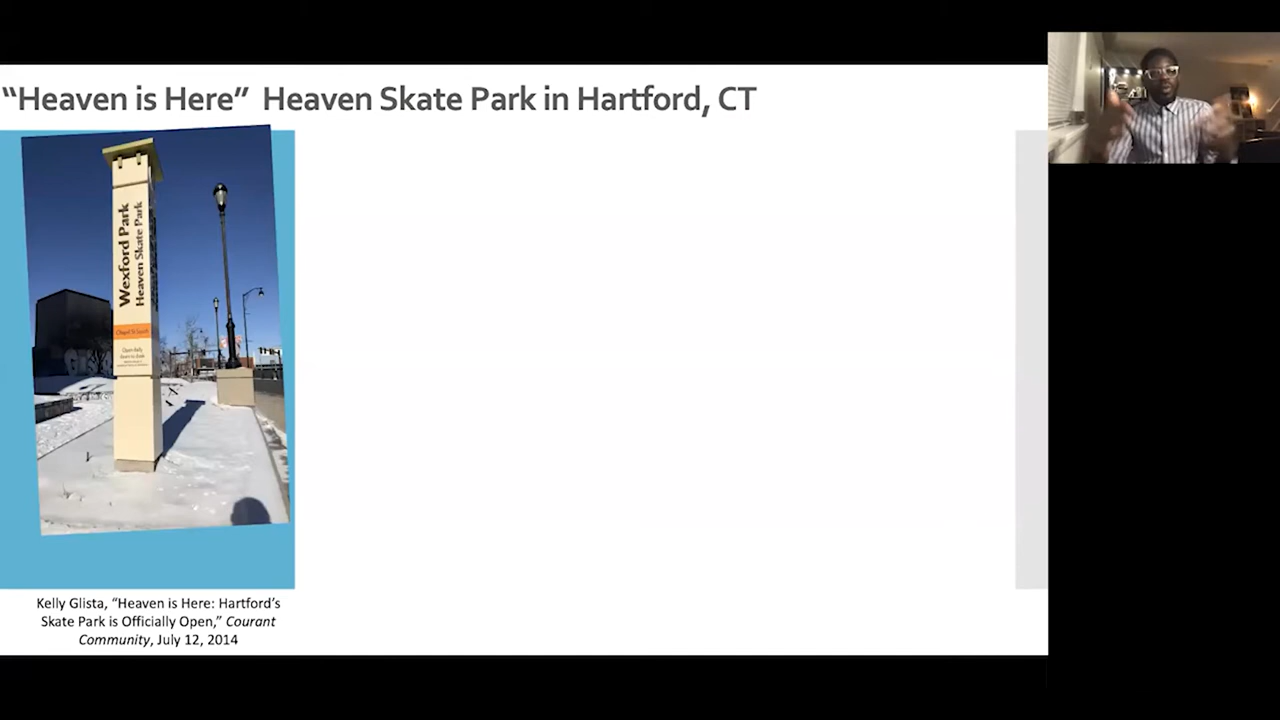 “Heaven is Here”  Heaven Skate Park in Hartford, CT
Wexford Park
Heaven Skate Park
Kelly Glista, “Heaven is Here: Hartford’s
Skate Park is Officially Open,” Courant
Community, July 12, 2014